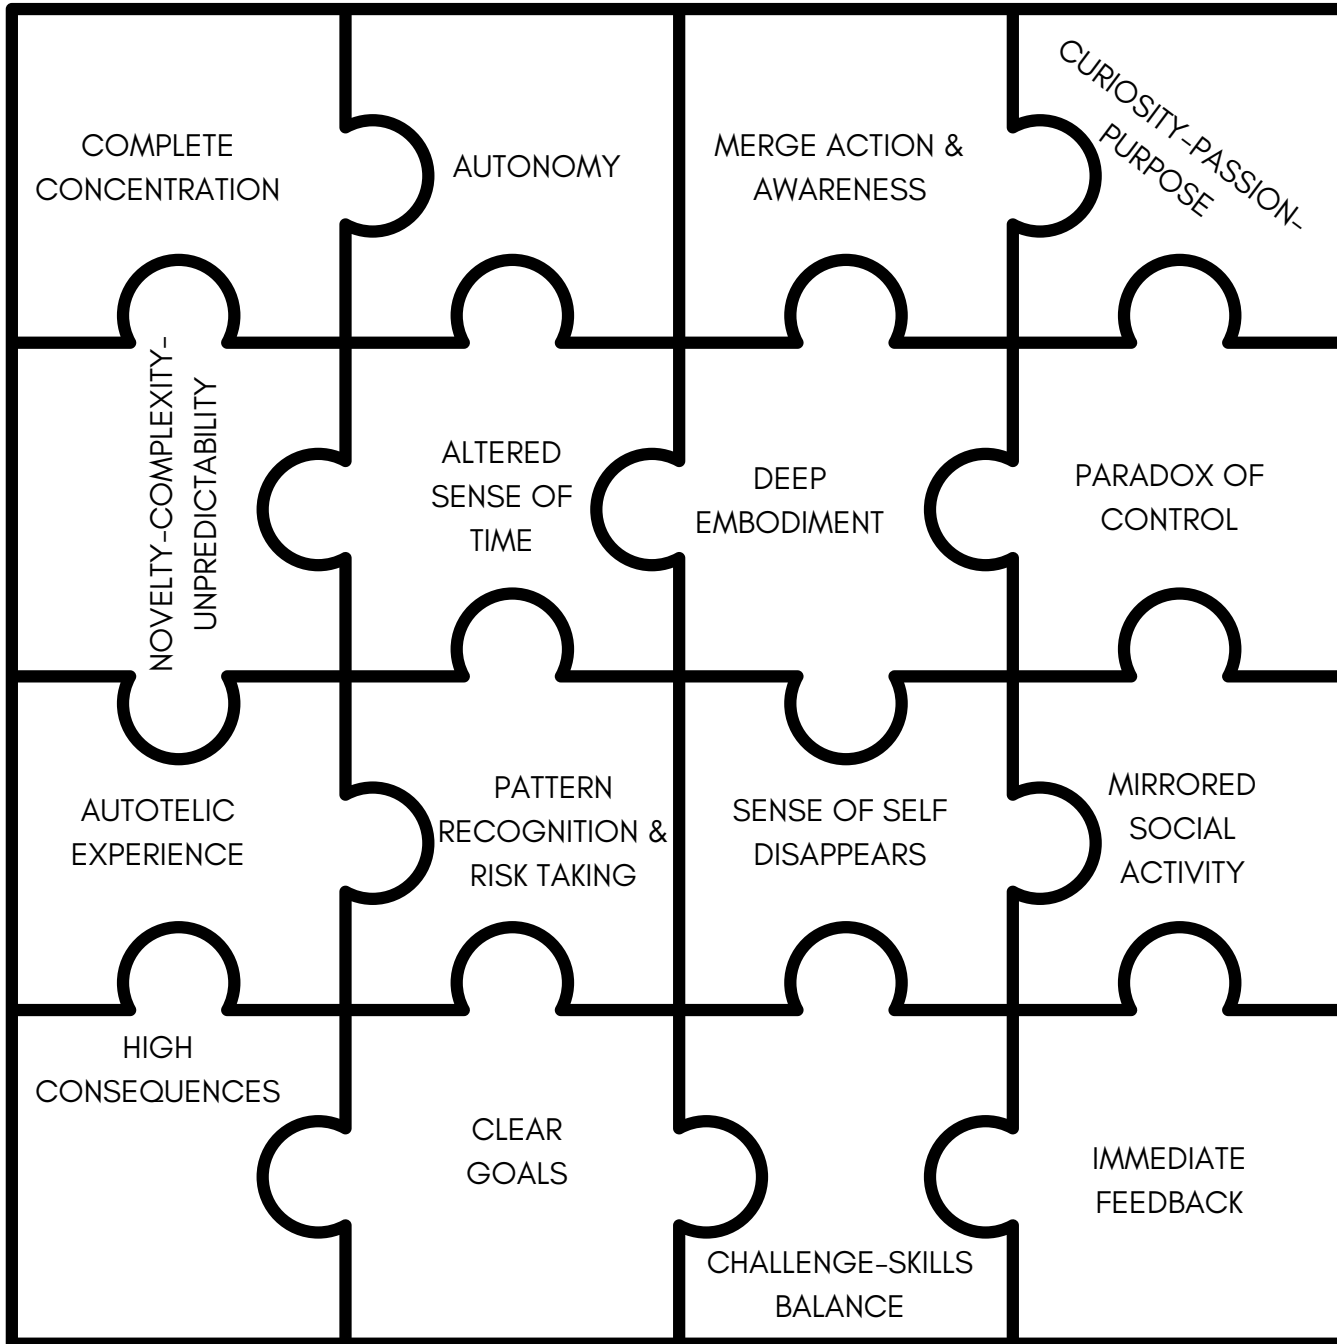 COMPLETE
CONCENTRATION
AUTONOMY
MERGE ACTION &
AWARENESS
CURIOSITY-PASSION-
PURPOSE
NOVELTY-COMPLEXITY-
UNPREDICTABILITY
ALTERED
SENSE OF
TIME
DEEP
EMBODIMENT
PARADOX OF
CONTROL
AUTOTELIC
EXPERIENCE
PATTERN
RECOGNITION &
RISK TAKING
SENSE OF SELF
DISAPPEARS
MIRRORED
SOCIAL
ACTIVITY
HIGH
CONSEQUENCES
CLEAR
GOALS
CHALLENGE-SKILLS
BALANCE
IMMEDIATE
FEEDBACK